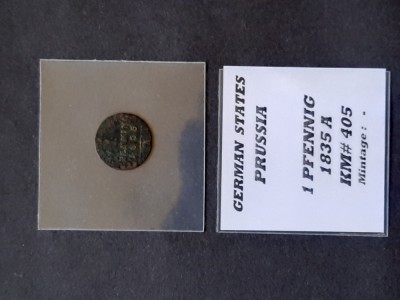 GERMAN STATES
PRUSSIA
1 PFENNIG
1835 A
KM# 405
Mintage : -